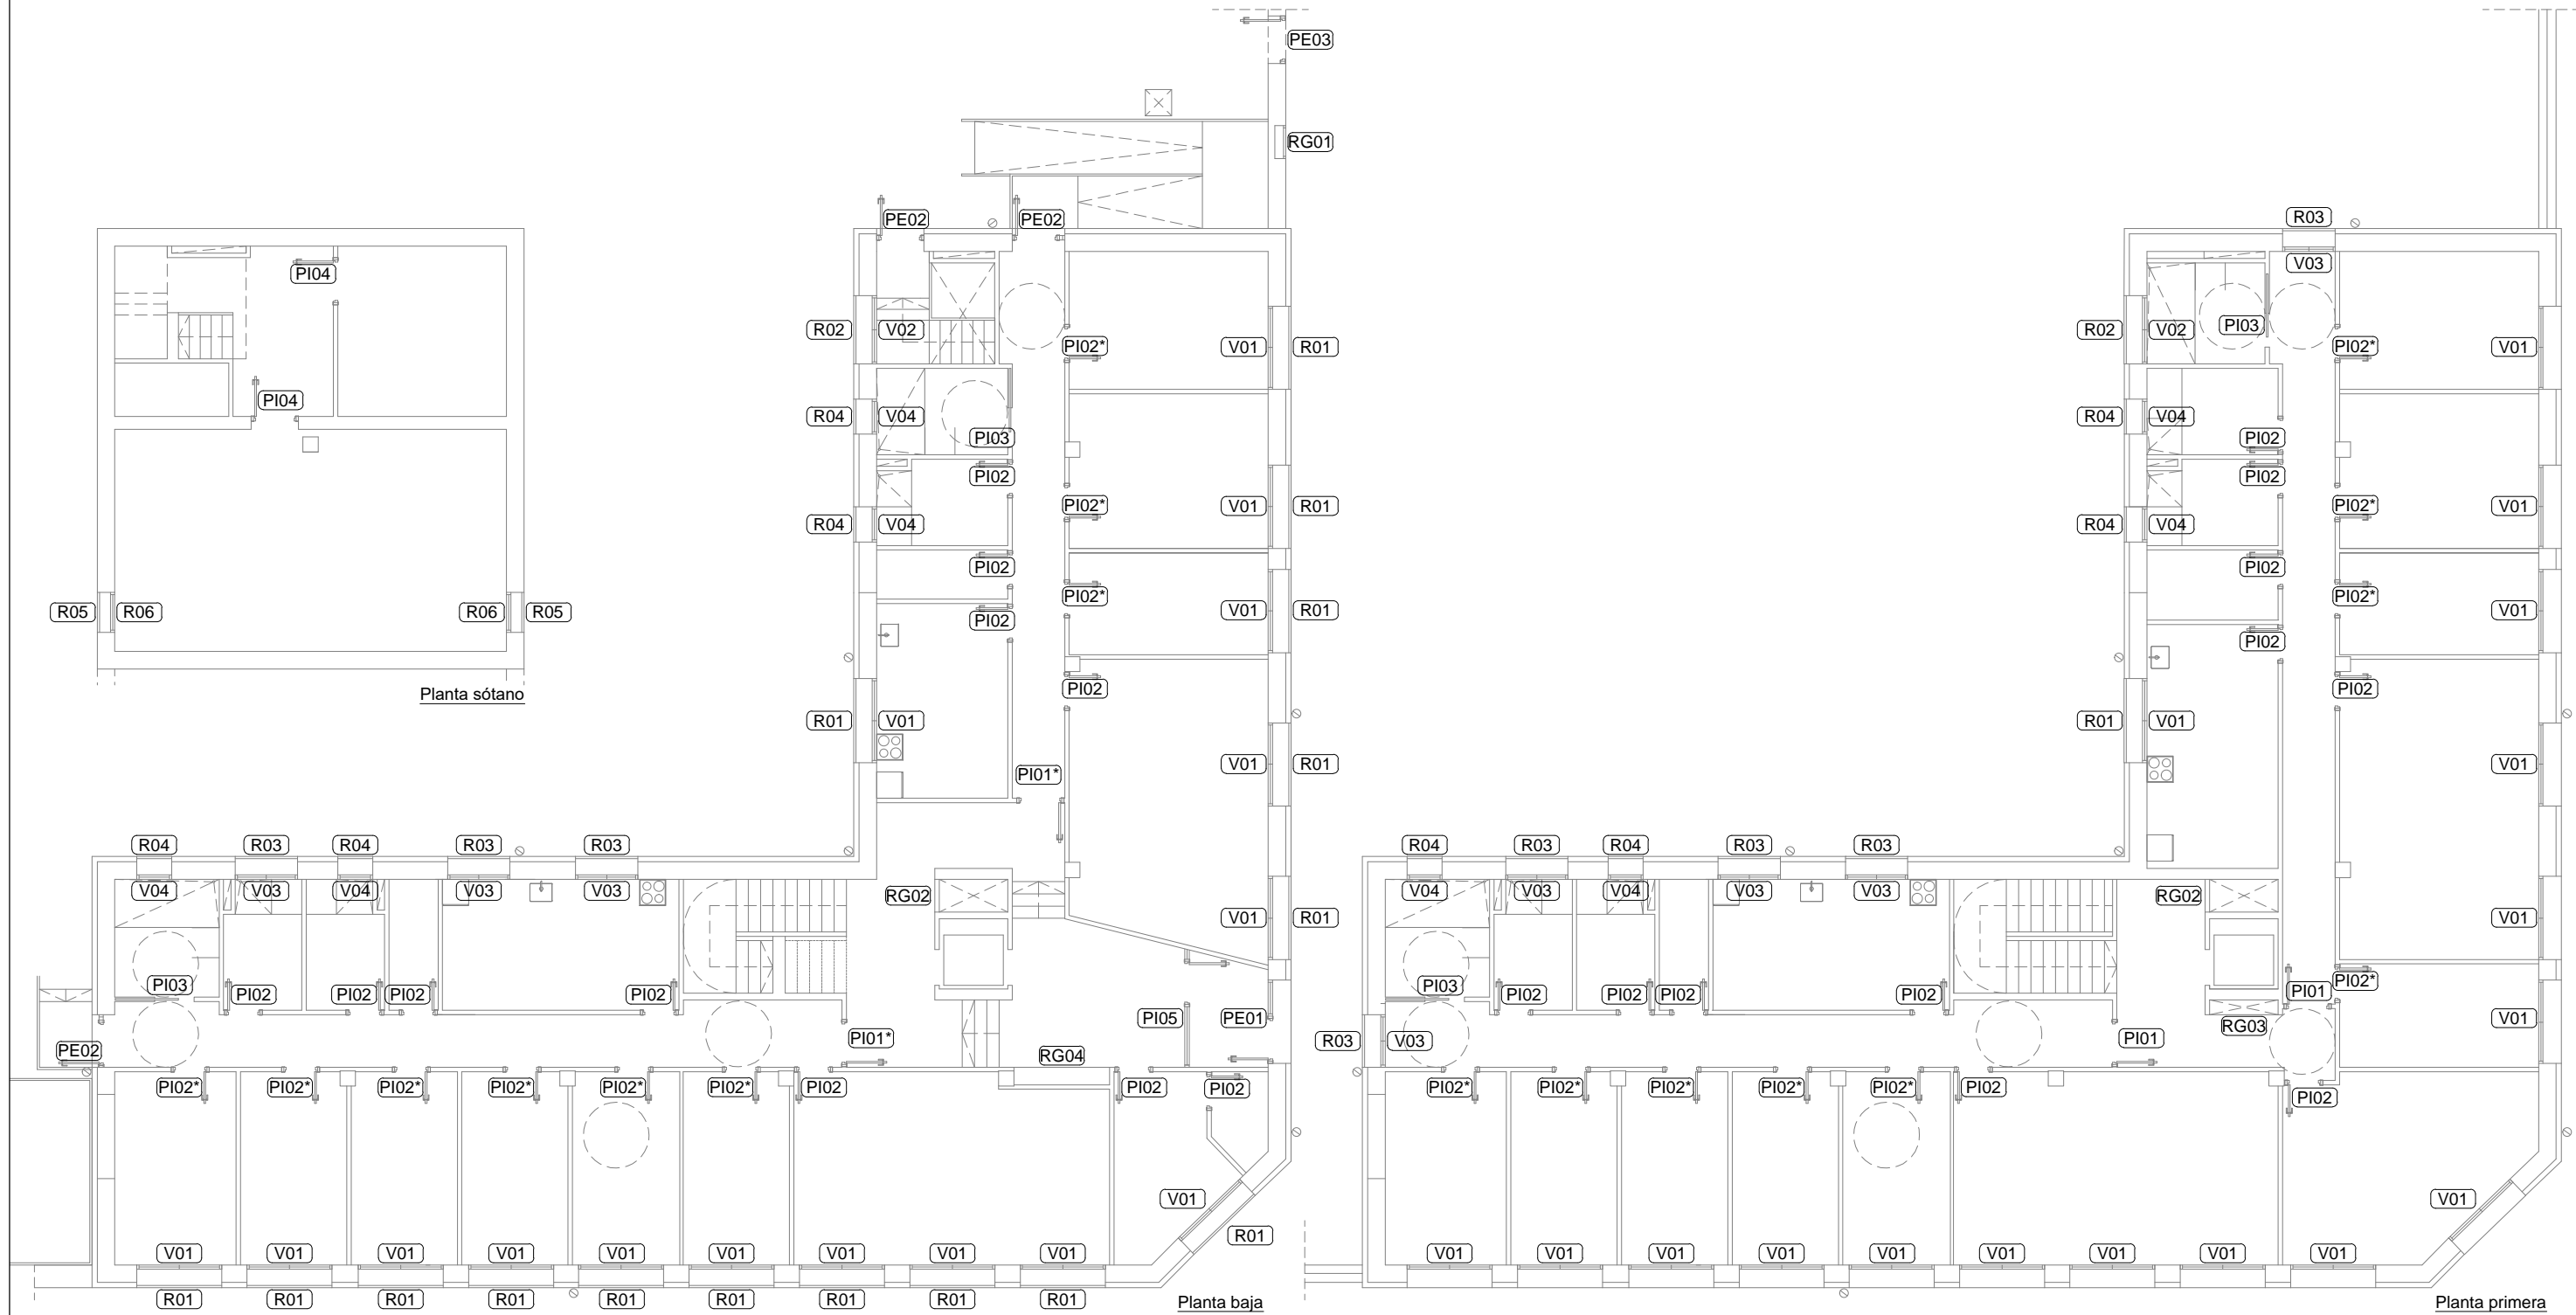 PI04
PI04
R05
R06
R06
R05
Planta sótano
PE03
RG01
PE02
PE02
R02
V02
PI02*
V01
R01
R04
V04
PI03
PI02
PI02*
V01
R01
R04
V04
PI02
PI02*
V01
R01
PI02
PI02
R01
V01
V01
R01
PI01*
R04
R03
R04
R03
R03
V04
V03
V04
V03
V03
RG02
V01
R01
PI03
PI02
PI02
PI02
PI02
PI05
PE01
PE02
PI01*
RG04
PI02*
PI02*
PI02*
PI02*
PI02*
PI02*
PI02
PI02
PI02
V01
R01
V01
V01
V01
V01
V01
V01
V01
V01
V01
R01
R01
R01
R01
R01
R01
R01
R01
R01
Planta baja
R03
V03
R02
V02
PI03
PI02*
V01
R04
V04
PI02
PI02
PI02*
V01
R04
V04
PI02
PI02*
V01
PI02
PI02
R01
V01
V01
R04
R03
R04
R03
R03
V04
V03
V04
V03
V03
RG02
V01
PI03
PI02
PI02
PI02
PI02
PI01
PI02*
R03
V03
PI01
RG03
V01
PI02*
PI02*
PI02*
PI02*
PI02*
PI02
PI02
V01
V01
V01
V01
V01
V01
V01
V01
V01
V01
Planta primera